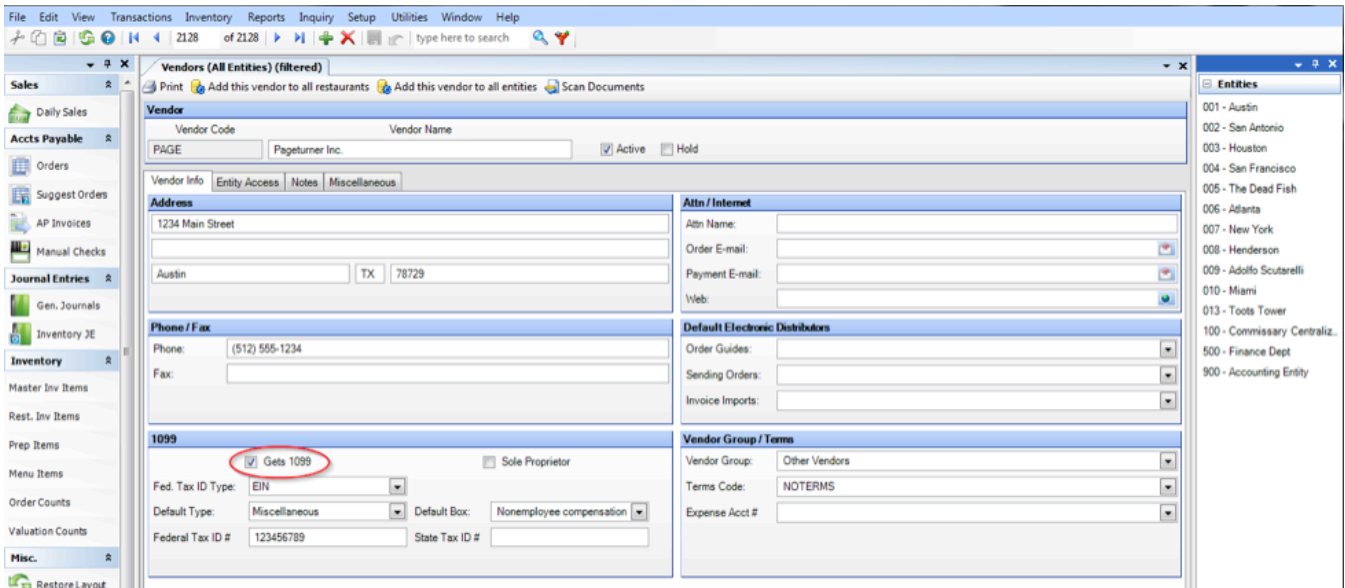 File Edit View Transactions Inventory Reports Inquiry Setup Utilities Window Help
2128 of 2128 type here to search
Sales
Daily Sales
Accts Payable
Orders
Suggest Orders
AP Invoices
Manual Checks
Journal Entries
Gen. Journals
Inventory JE
Inventory
Master Inv Items
Rest. Inv Items
Prep Items
Menu Items
Order Counts
Valuation Counts
Misc.
Restore Layout
Vendors (All Entities) (filtered)
Print Add this vendor to all restaurants Add this vendor to all entities Scan Documents
Vendor
Vendor Code Vendor Name
PAGE Pageturner Inc. Active Hold
Vendor Info Entity Access Notes Miscellaneous
Address
1234 Main Street
Austin TX 78729
Phone / Fax
Phone: (512) 555-1234
Fax:
1099
Gets 1099 Sole Proprietor
Fed. Tax ID Type: EIN
Default Type: Miscellaneous Default Box: Nonemployee compensation
Federal Tax ID # 123456789 State Tax ID #
Attn / Internet
Attn Name:
Order E-mail:
Payment E-mail:
Web:
Default Electronic Distributors
Order Guides:
Sending Orders:
Invoice Imports:
Vendor Group / Terms
Vendor Group: Other Vendors
Terms Code: NOTERMS
Expense Acct #
Entities
001 - Austin
002 - San Antonio
003 - Houston
004 - San Francisco
005 - The Dead Fish
006 - Atlanta
007 - New York
008 - Henderson
009 - Adolfo Scutarelli
010 - Miami
013 - Toots Tower
100 - Commissary Centraliz..
500 - Finance Dept
900 - Accounting Entity